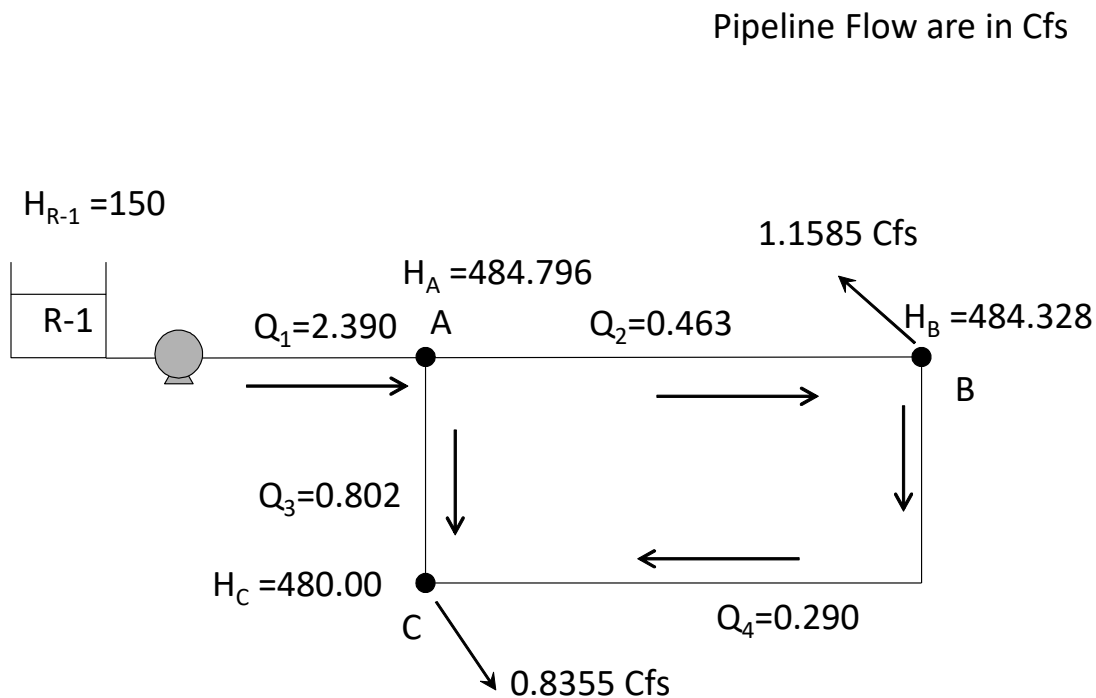 Pipeline Flow are in Cfs
H_{R-1} =150
1.1585 Cfs
H_A =484.796
R-1
Q_1=2.390
A
Q_2=0.463
H_B =484.328
B
Q_3=0.802
H_C =480.00
C
Q_4=0.290
0.8355 Cfs